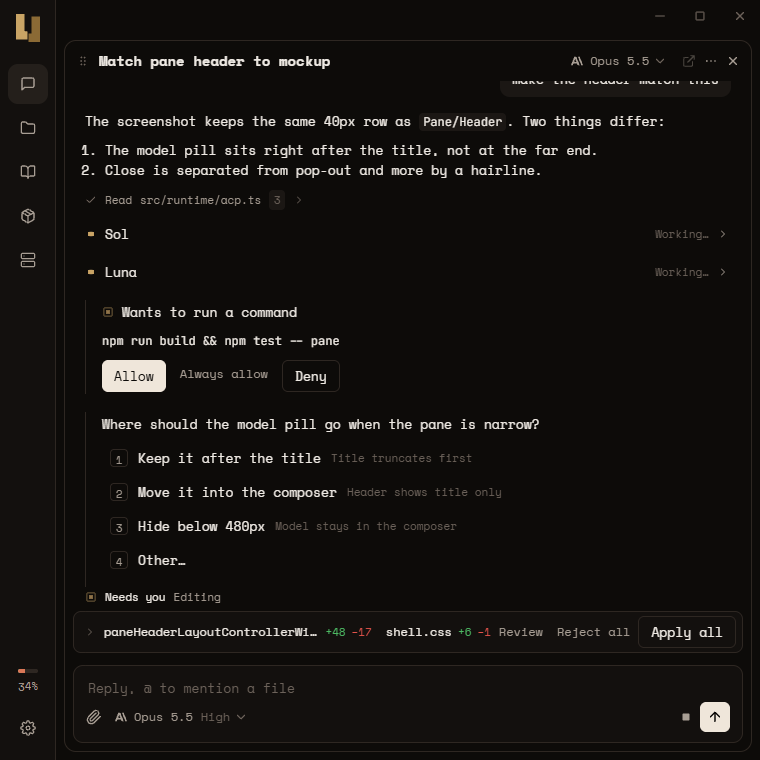 Match pane header to mockup
Opus 5.5
make the header match this
The screenshot keeps the same 40px row as Pane/Header. Two things differ:
1. The model pill sits right after the title, not at the far end.
2. Close is separated from pop-out and more by a hairline.
Read src/runtime/acp.ts 3
Sol Working…
Luna Working…
Wants to run a command
npm run build && npm test -- pane
Allow Always allow Deny
Where should the model pill go when the pane is narrow?
1 Keep it after the title Title truncates first
2 Move it into the composer Header shows title only
3 Hide below 480px Model stays in the composer
4 Other…
Needs you Editing
paneHeaderLayoutControllerWi… +48 −17 shell.css +6 −1 Review Reject all Apply all
34%
Reply, @ to mention a file
Opus 5.5 High